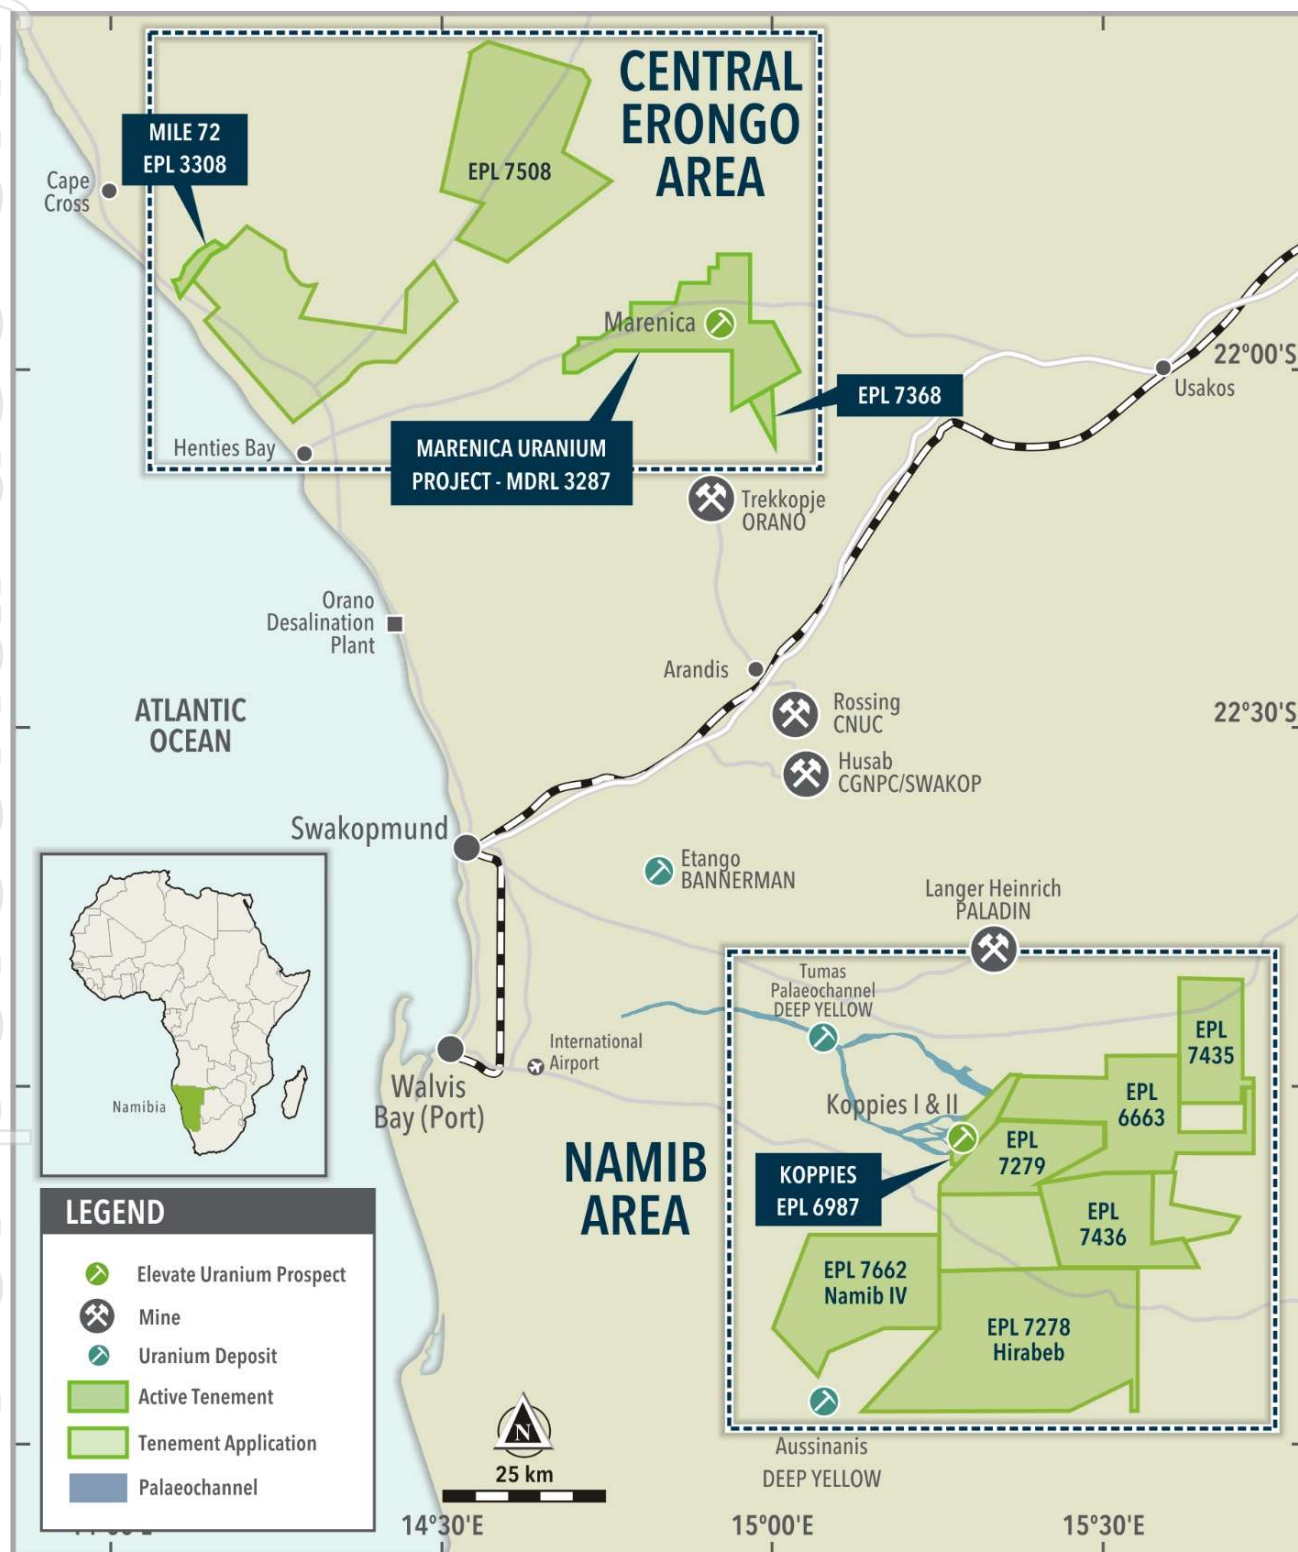 CENTRAL
ERONGO
AREA
MILE 72
EPL 3308
EPL 7508
Cape
Cross
Marenica
22°00'S
EPL 7368
Usakos
Henties Bay
MARENICA URANIUM
PROJECT - MDRL 3287
Trekkopje
ORANO
Orano
Desalination
Plant
Arandis
ATLANTIC
OCEAN
Rossing
CNUC
22°30'S
Husab
CGNPC/SWAKOP
Swakopmund
Etango
BANNERMAN
Langer Heinrich
PALADIN
Tumas
Palaeochannel
DEEP YELLOW
EPL
7435
International
Airport
Walvis
Bay (Port)
Namibia
Koppies I & II
EPL
6663
EPL
7279
NAMIB
AREA
KOPPIES
EPL 6987
EPL
7436
EPL 7662
Namib IV
EPL 7278
Hirabeb
LEGEND
Elevate Uranium Prospect
Mine
Uranium Deposit
Active Tenement
Tenement Application
Palaeochannel
N
25 km
Aussinanis
DEEP YELLOW
14°30'E
15°00'E
15°30'E